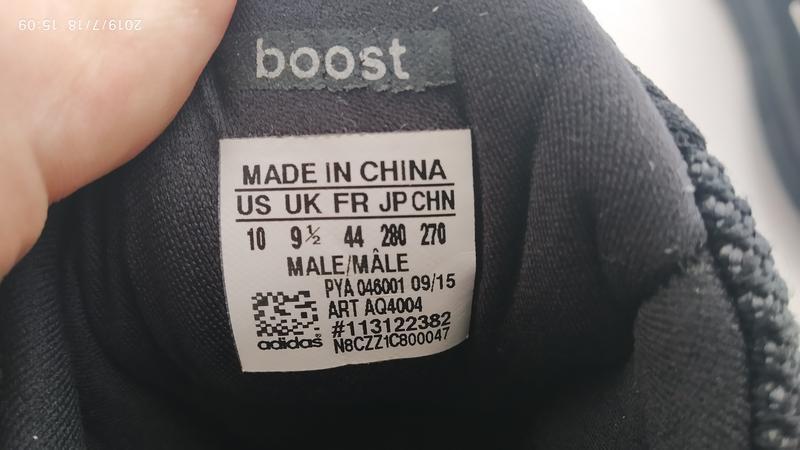 2019/7/18/ 15:09
boost
MADE IN CHINA
US UK FR JP CHN
10 9½ 44 280 270
MALE/MÂLE
PYA 046001 09/15
ART AQ4004
#113122382
adidas® N8CZZ1C800047